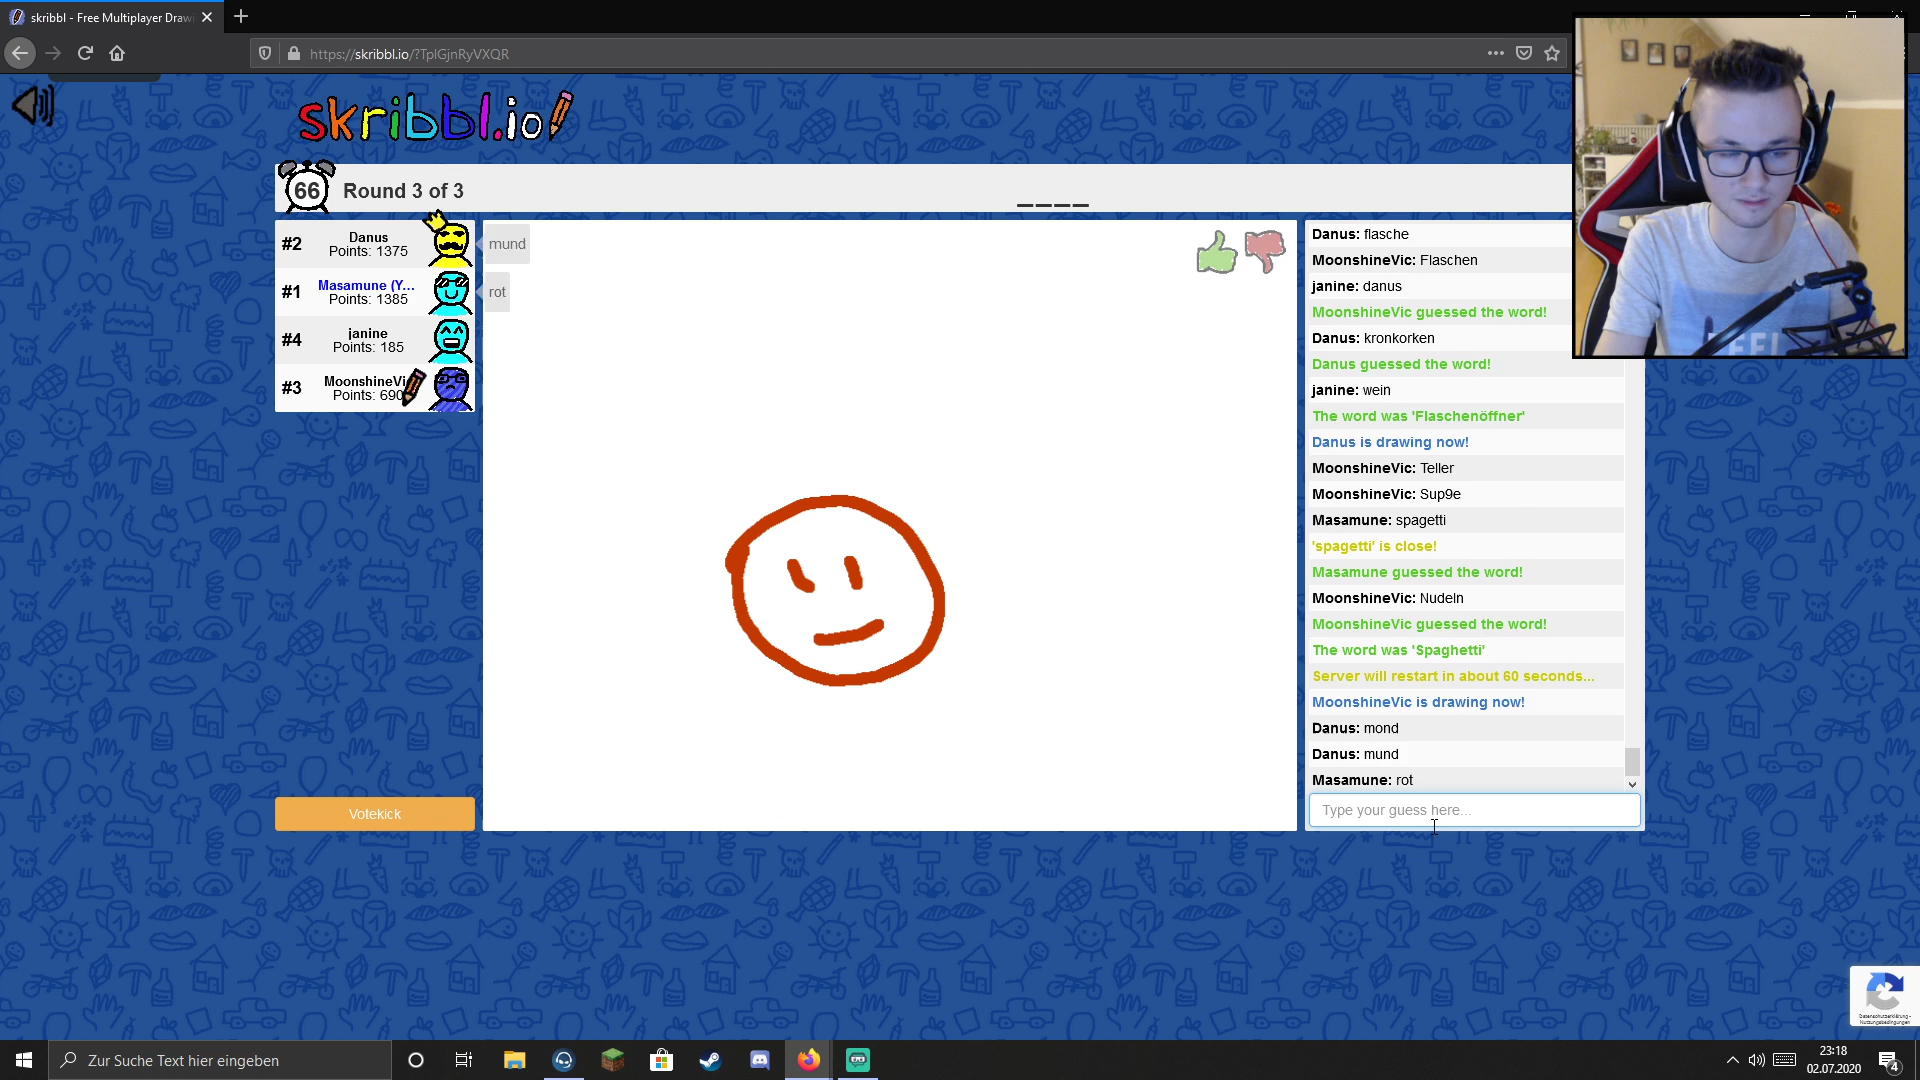 skribbl - Free Multiplayer Draw
https://skribbl.io/?TplGjnRyVXQR
skribbl.io
66
Round 3 of 3
____
#2
Danus
Points: 1375
#1
Masamune (Y...
Points: 1385
#4
janine
Points: 185
#3
MoonshineVi
Points: 690
Votekick
mund
rot
Danus: flasche
MoonshineVic: Flaschen
janine: danus
MoonshineVic guessed the word!
Danus: kronkorken
Danus guessed the word!
janine: wein
The word was 'Flaschenöffner'
Danus is drawing now!
MoonshineVic: Teller
MoonshineVic: Sup9e
Masamune: spagetti
'spagetti' is close!
Masamune guessed the word!
MoonshineVic: Nudeln
MoonshineVic guessed the word!
The word was 'Spaghetti'
Server will restart in about 60 seconds...
MoonshineVic is drawing now!
Danus: mond
Danus: mund
Masamune: rot
Type your guess here...
Datenschutzerklärung -
Nutzungsbedingungen
Zur Suche Text hier eingeben
23:18
02.07.2020
4